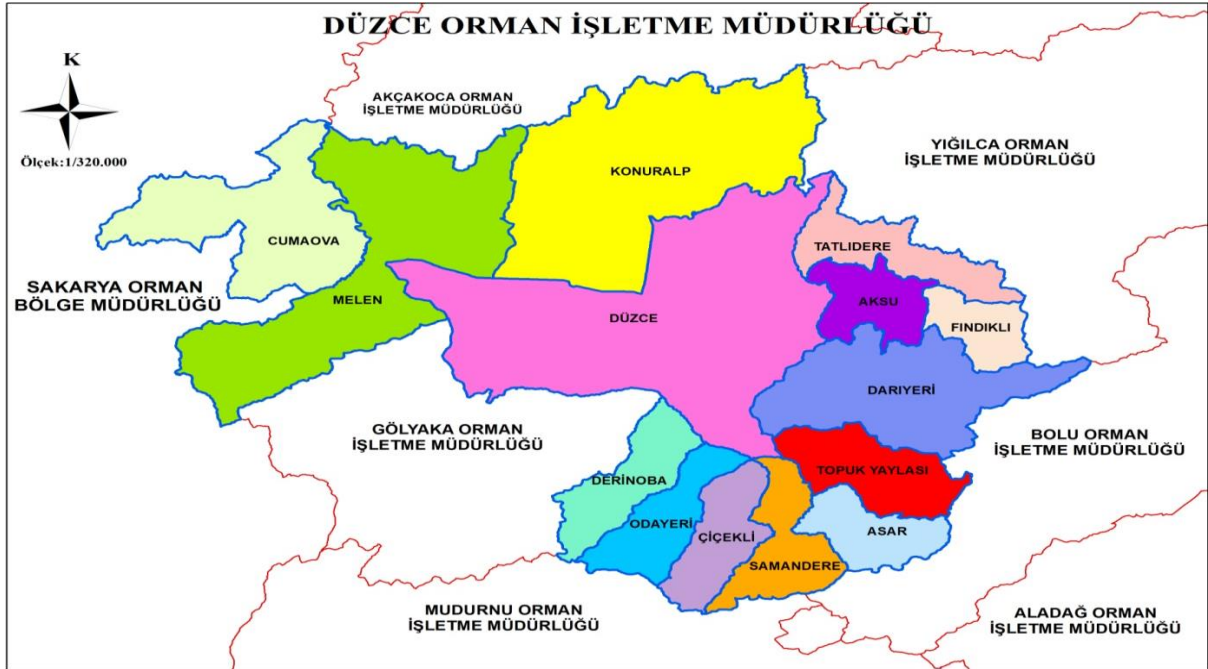 DÜZCE ORMAN İŞLETME MÜDÜRLÜĞÜ
K
Ölçek:1/320.000
AKÇAKOCA ORMAN
İŞLETME MÜDÜRLÜĞÜ
YIĞILCA ORMAN
İŞLETME MÜDÜRLÜĞÜ
KONURALP
CUMAOVA
TATLIDERE
SAKARYA ORMAN
BÖLGE MÜDÜRLÜĞÜ
MELEN
AKSU
DÜZCE
FINDIKLI
DARIYERİ
GÖLYAKA ORMAN
İŞLETME MÜDÜRLÜĞÜ
BOLU ORMAN
İŞLETME MÜDÜRLÜĞÜ
TOPUK YAYLASI
DERİNOBA
ODAYERİ
ÇİÇEKLİ
ASAR
SAMANDERE
MUDURNU ORMAN
İŞLETME MÜDÜRLÜĞÜ
ALADAĞ ORMAN
İŞLETME MÜDÜRLÜĞÜ